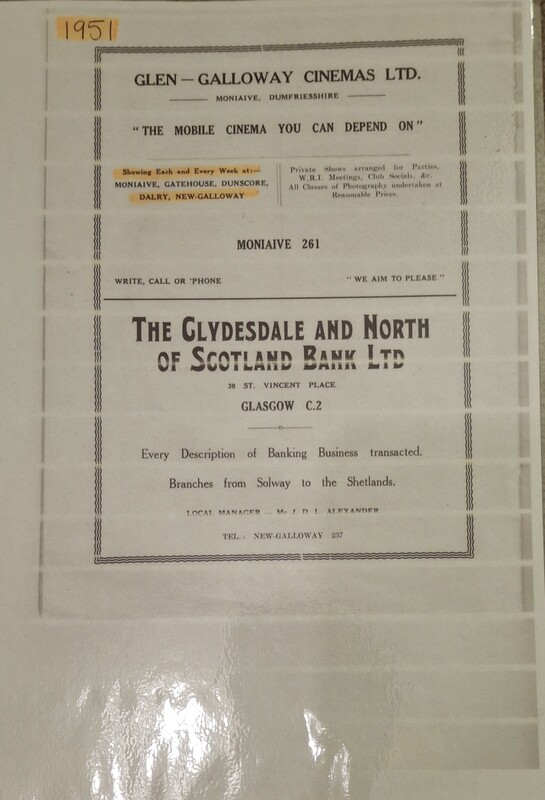 1951
GLEN — GALLOWAY CINEMAS LTD.
MONIAIVE, DUMFRIESSHIRE
"THE MOBILE CINEMA YOU CAN DEPEND ON"
Showing Each and Every Week at:—
MONIAIVE, GATEHOUSE, DUNSCORE,
DALRY, NEW-GALLOWAY
Private Shows arranged for Parties,
W.R.I. Meetings, Club Socials, &c.
All Classes of Photography undertaken at
Reasonable Prices.
MONIAIVE 261
WRITE, CALL OR 'PHONE
"WE AIM TO PLEASE"
THE CLYDESDALE AND NORTH
OF SCOTLAND BANK LTD
30 ST. VINCENT PLACE
GLASGOW C.2
Every Description of Banking Business transacted.
Branches from Solway to the Shetlands.
LOCAL MANAGER — Mr J. D. L. ALEXANDER
TEL.: NEW-GALLOWAY 237